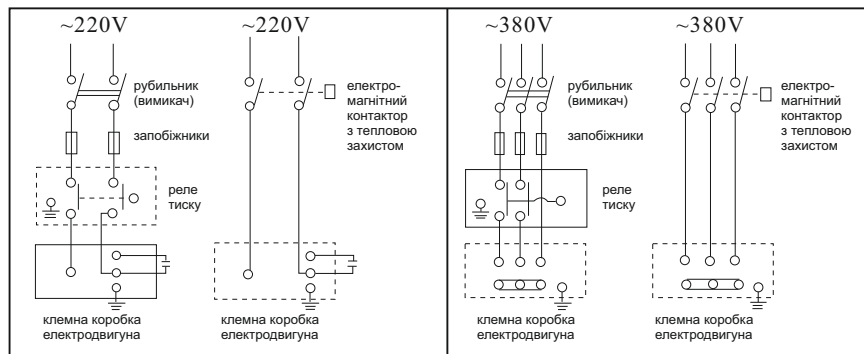 ~220V
~220V
рубильник
(вимикач)
запобіжники
реле
тиску
електро-
магнітний
контактор
з тепловою
захистом
клемна коробка
електродвигуна
клемна коробка
електродвигуна
~380V
~380V
рубильник
(вимикач)
запобіжники
реле
тиску
електро-
магнітний
контактор
з тепловою
захистом
клемна коробка
електродвигуна
клемна коробка
електродвигуна